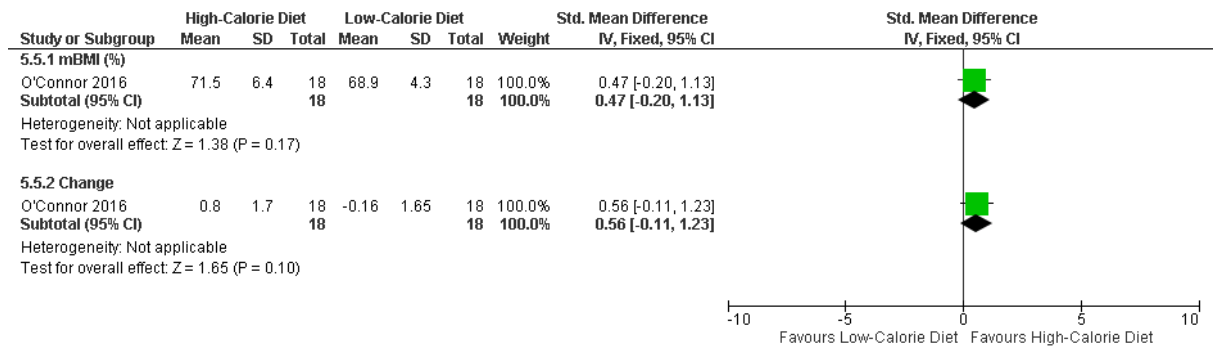 High-Calorie Diet Low-Calorie Diet Std. Mean Difference Std. Mean Difference
Study or Subgroup Mean SD Total Mean SD Total Weight IV, Fixed, 95% CI IV, Fixed, 95% CI
5.5.1 mBMI (%)
O'Connor 2016 71.5 6.4 18 68.9 4.3 18 100.0% 0.47 [-0.20, 1.13]
Subtotal (95% CI) 18 18 100.0% 0.47 [-0.20, 1.13]
Heterogeneity: Not applicable
Test for overall effect: Z = 1.38 (P = 0.17)
5.5.2 Change
O'Connor 2016 0.8 1.7 18 -0.16 1.65 18 100.0% 0.56 [-0.11, 1.23]
Subtotal (95% CI) 18 18 100.0% 0.56 [-0.11, 1.23]
Heterogeneity: Not applicable
Test for overall effect: Z = 1.65 (P = 0.10)
-10 -5 0 5 10
Favours Low-Calorie Diet Favours High-Calorie Diet